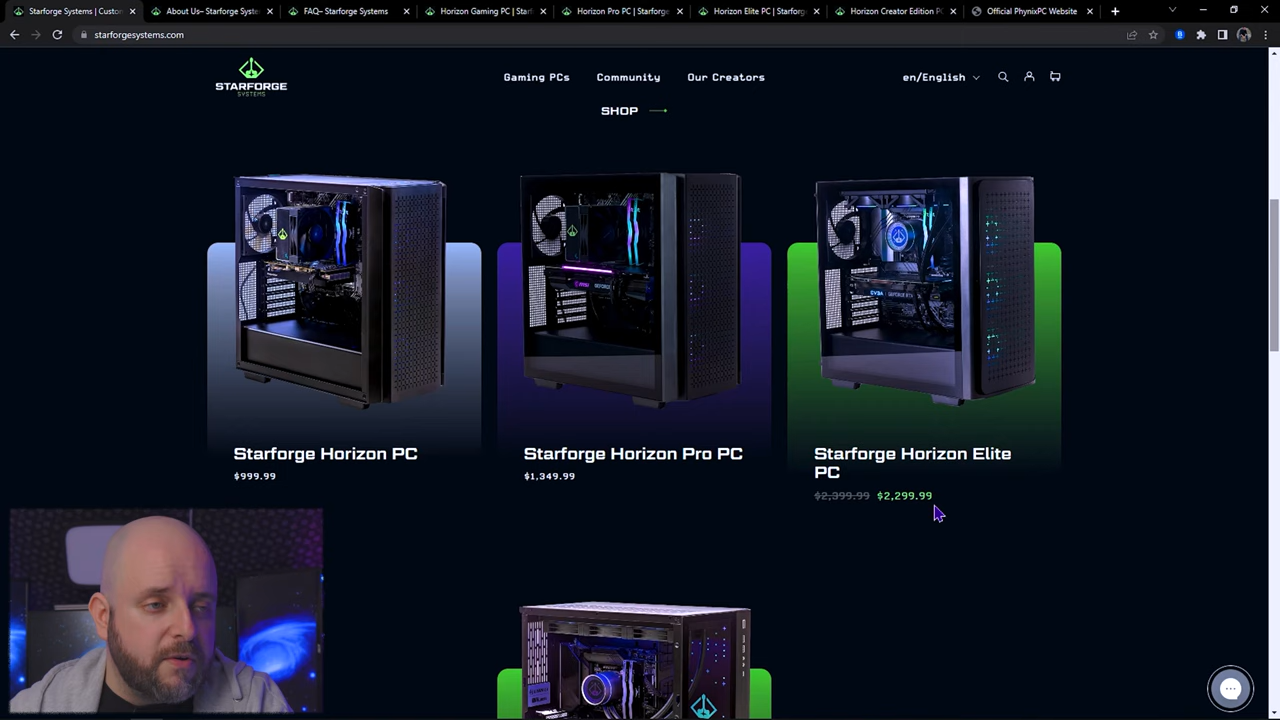 Starforge Systems | Custom
About Us– Starforge Syste
FAQ– Starforge Systems
Horizon Gaming PC | Starf
Horizon Pro PC | Starforge
Horizon Elite PC | Starforg
Horizon Creator Edition PC
Official PhynixPC Website
starforgesystems.com
STARFORGE
SYSTEMS
Gaming PCs
Community
Our Creators
en/English
SHOP
Starforge Horizon PC
$999.99
Starforge Horizon Pro PC
$1,349.99
Starforge Horizon Elite
PC
$2,399.99 $2,299.99